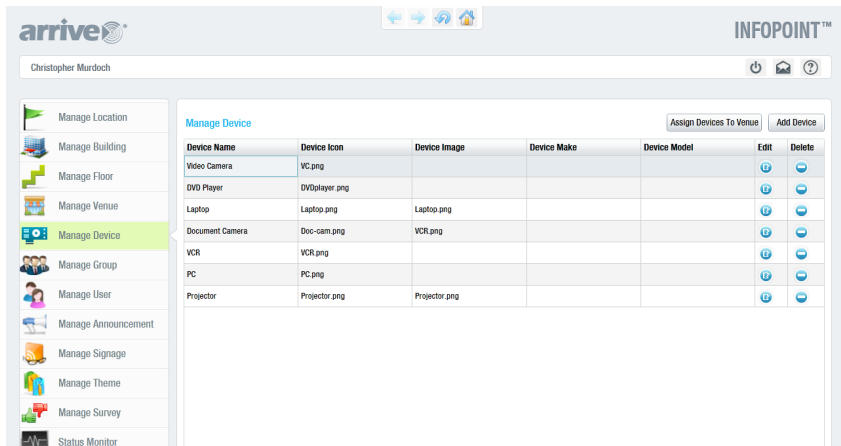 arrive
INFOPOINT™
Christopher Murdoch
Manage Location
Manage Building
Manage Floor
Manage Venue
Manage Device
Manage Group
Manage User
Manage Announcement
Manage Signage
Manage Theme
Manage Survey
Status Monitor
Manage Device
Assign Devices To Venue Add Device
Device Name Device Icon Device Image Device Make Device Model Edit Delete
Video Camera VC.png
DVD Player DVDplayer.png
Laptop Laptop.png Laptop.png
Document Camera Doc-cam.png VCR.png
VCR VCR.png
PC PC.png
Projector Projector.png Projector.png